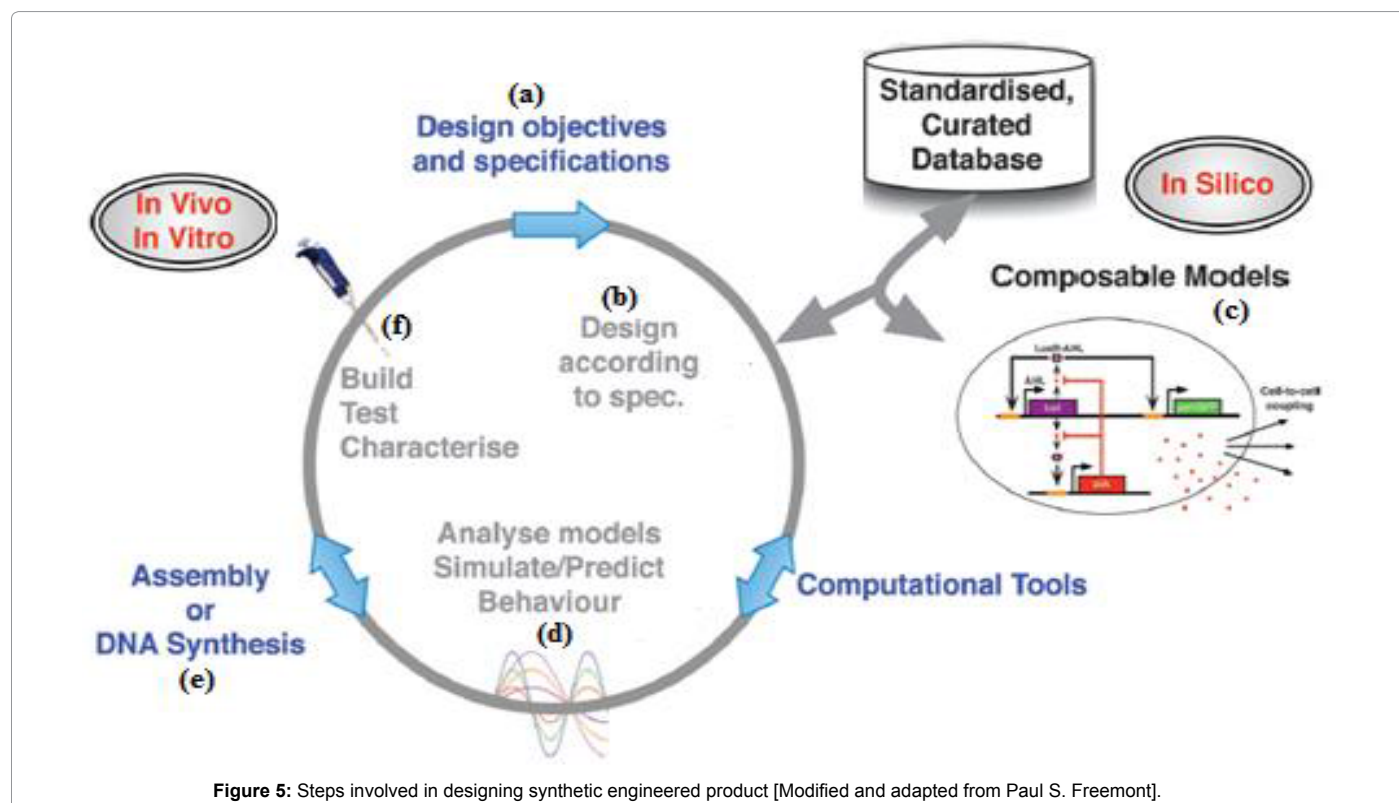 (a)
Design objectives
and specifications
Standardised,
Curated
Database
In Silico
In Vivo
In Vitro
(b)
Design
according
to spec.
Composable Models
(c)
AHL
Cell-to-cell
coupling
(f)
Build
Test
Characterise
Analyse models
Simulate/Predict
Behaviour
(d)
Computational Tools
Assembly
or
DNA Synthesis
(e)
Figure 5: Steps involved in designing synthetic engineered product [Modified and adapted from Paul S. Freemont].